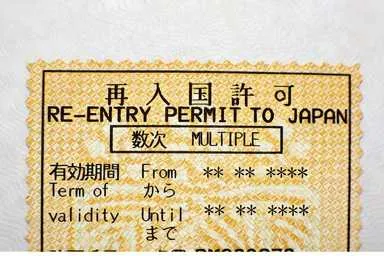 再入国許可
RE-ENTRY PERMIT TO JAPAN
数次 MULTIPLE
有効期間 From ** ** ****
Term of から
validity Until ** ** ****
まで